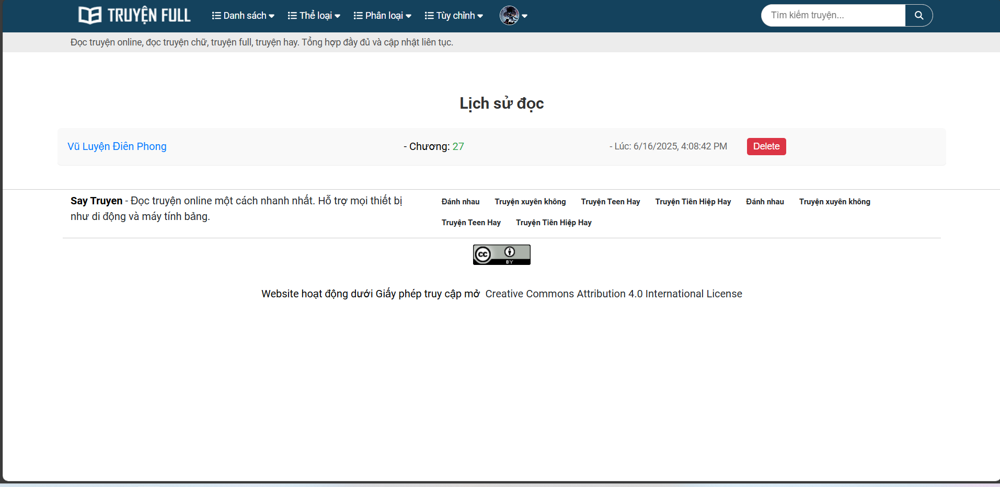 TRUYỆN FULL Danh sách Thể loại Phân loại Tùy chỉnh Tìm kiếm truyện...
Đọc truyện online, đọc truyện chữ, truyện full, truyện hay. Tổng hợp đầy đủ và cập nhật liên tục.
Lịch sử đọc
Vũ Luyện Điên Phong - Chương: 27 - Lúc: 6/16/2025, 4:08:42 PM Delete
Say Truyen - Đọc truyện online một cách nhanh nhất. Hỗ trợ mọi thiết bị
như di động và máy tính bảng.
Đánh nhau Truyện xuyên không Truyện Teen Hay Truyện Tiên Hiệp Hay Đánh nhau Truyện xuyên không
Truyện Teen Hay Truyện Tiên Hiệp Hay
cc BY
Website hoạt động dưới Giấy phép truy cập mở Creative Commons Attribution 4.0 International License